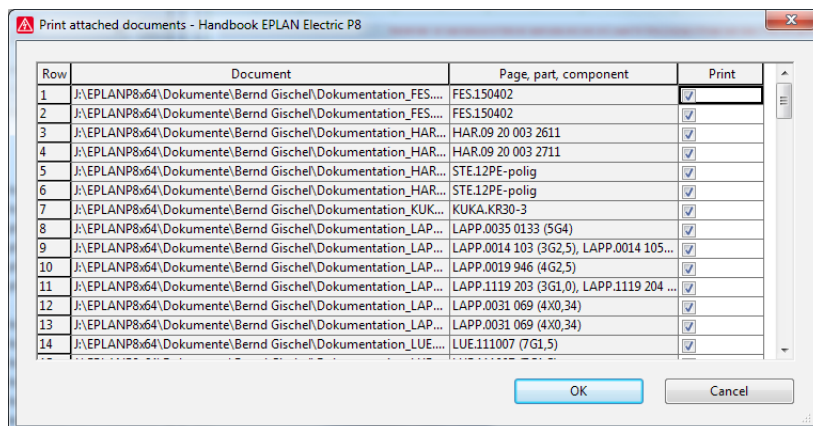 Print attached documents - Handbook EPLAN Electric P8
Row Document Page, part, component Print
1 J:\EPLANP8x64\Dokumente\Bernd Gischel\Dokumentation_FES.... FES.150402
2 J:\EPLANP8x64\Dokumente\Bernd Gischel\Dokumentation_FES.... FES.150402
3 J:\EPLANP8x64\Dokumente\Bernd Gischel\Dokumentation_HAR... HAR.09 20 003 2611
4 J:\EPLANP8x64\Dokumente\Bernd Gischel\Dokumentation_HAR... HAR.09 20 003 2711
5 J:\EPLANP8x64\Dokumente\Bernd Gischel\Dokumentation_HAR... STE.12PE-polig
6 J:\EPLANP8x64\Dokumente\Bernd Gischel\Dokumentation_HAR... STE.12PE-polig
7 J:\EPLANP8x64\Dokumente\Bernd Gischel\Dokumentation_KUK... KUKA.KR30-3
8 J:\EPLANP8x64\Dokumente\Bernd Gischel\Dokumentation_LAP... LAPP.0035 0133 (5G4)
9 J:\EPLANP8x64\Dokumente\Bernd Gischel\Dokumentation_LAP... LAPP.0014 103 (3G2,5), LAPP.0014 105...
10 J:\EPLANP8x64\Dokumente\Bernd Gischel\Dokumentation_LAP... LAPP.0019 946 (4G2,5)
11 J:\EPLANP8x64\Dokumente\Bernd Gischel\Dokumentation_LAP... LAPP.1119 203 (3G1,0), LAPP.1119 204 ...
12 J:\EPLANP8x64\Dokumente\Bernd Gischel\Dokumentation_LAP... LAPP.0031 069 (4X0,34)
13 J:\EPLANP8x64\Dokumente\Bernd Gischel\Dokumentation_LAP... LAPP.0031 069 (4X0,34)
14 J:\EPLANP8x64\Dokumente\Bernd Gischel\Dokumentation_LUE.... LUE.111007 (7G1,5)
OK Cancel